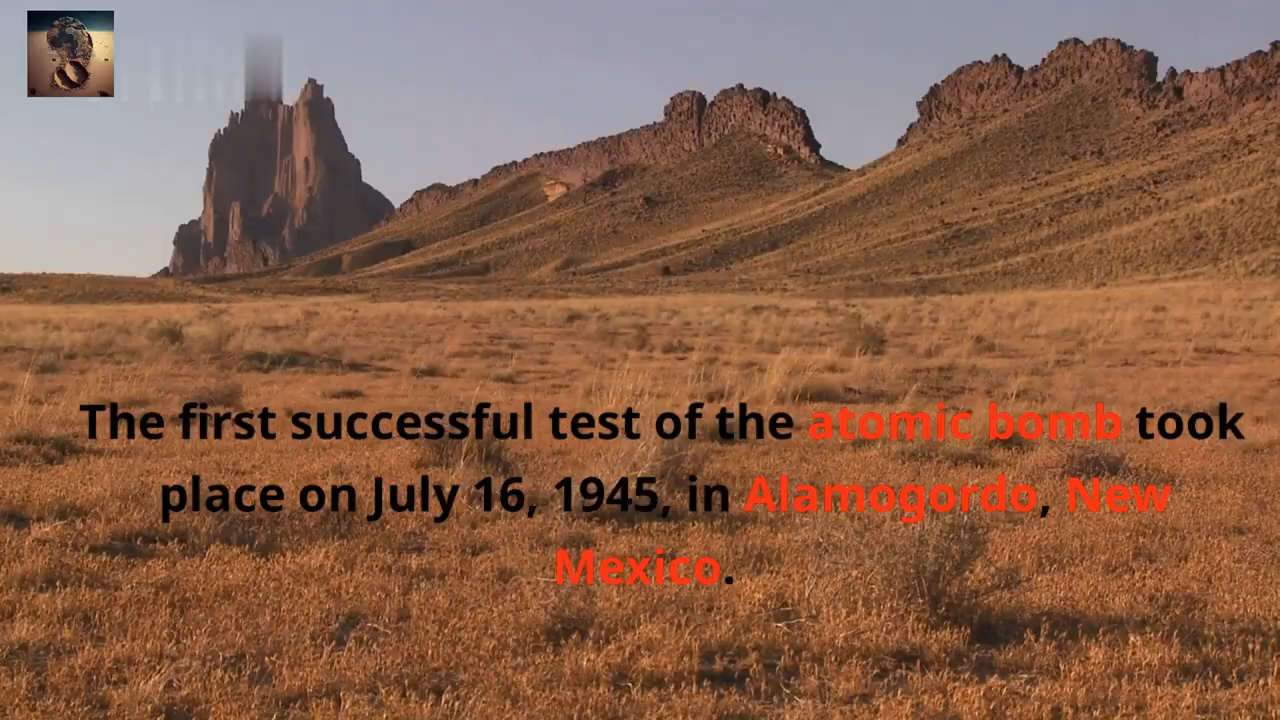 The first successful test of the atomic bomb took
place on July 16, 1945, in Alamogordo, New
Mexico.